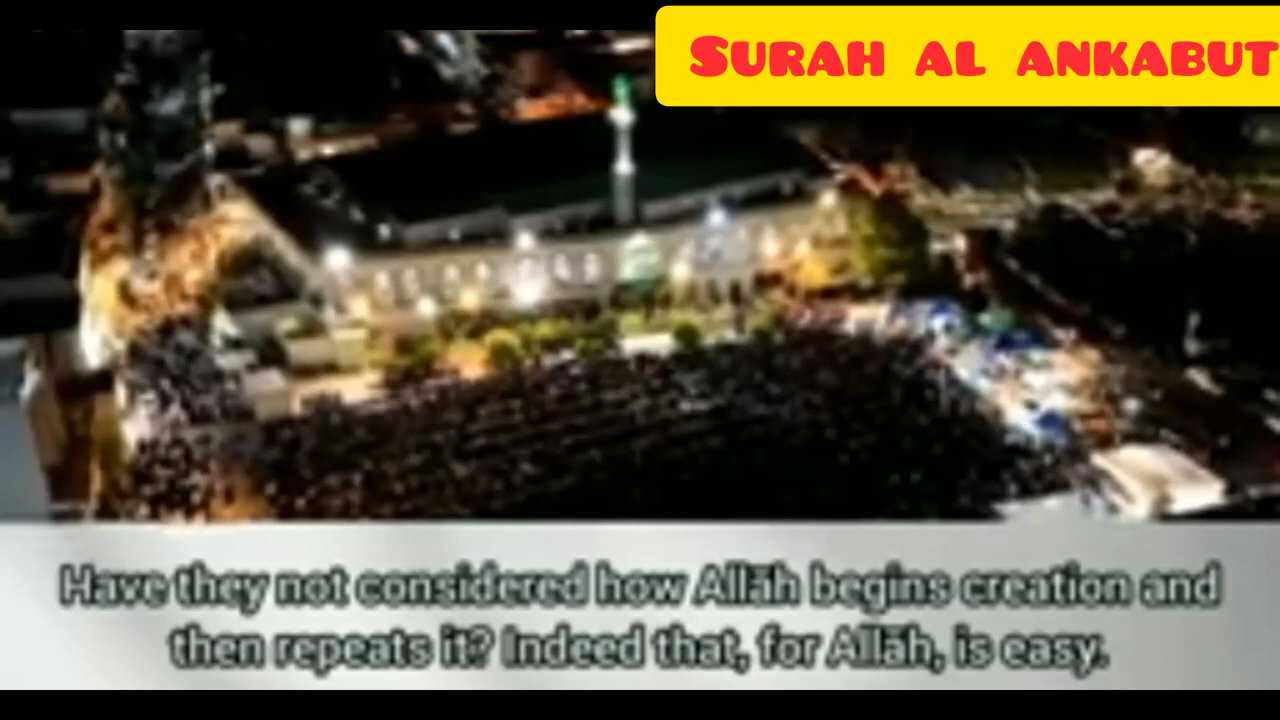 SURAH AL ANKABUT
Have they not considered how Allāh begins creation and
then repeats it? Indeed that, for Allāh, is easy.